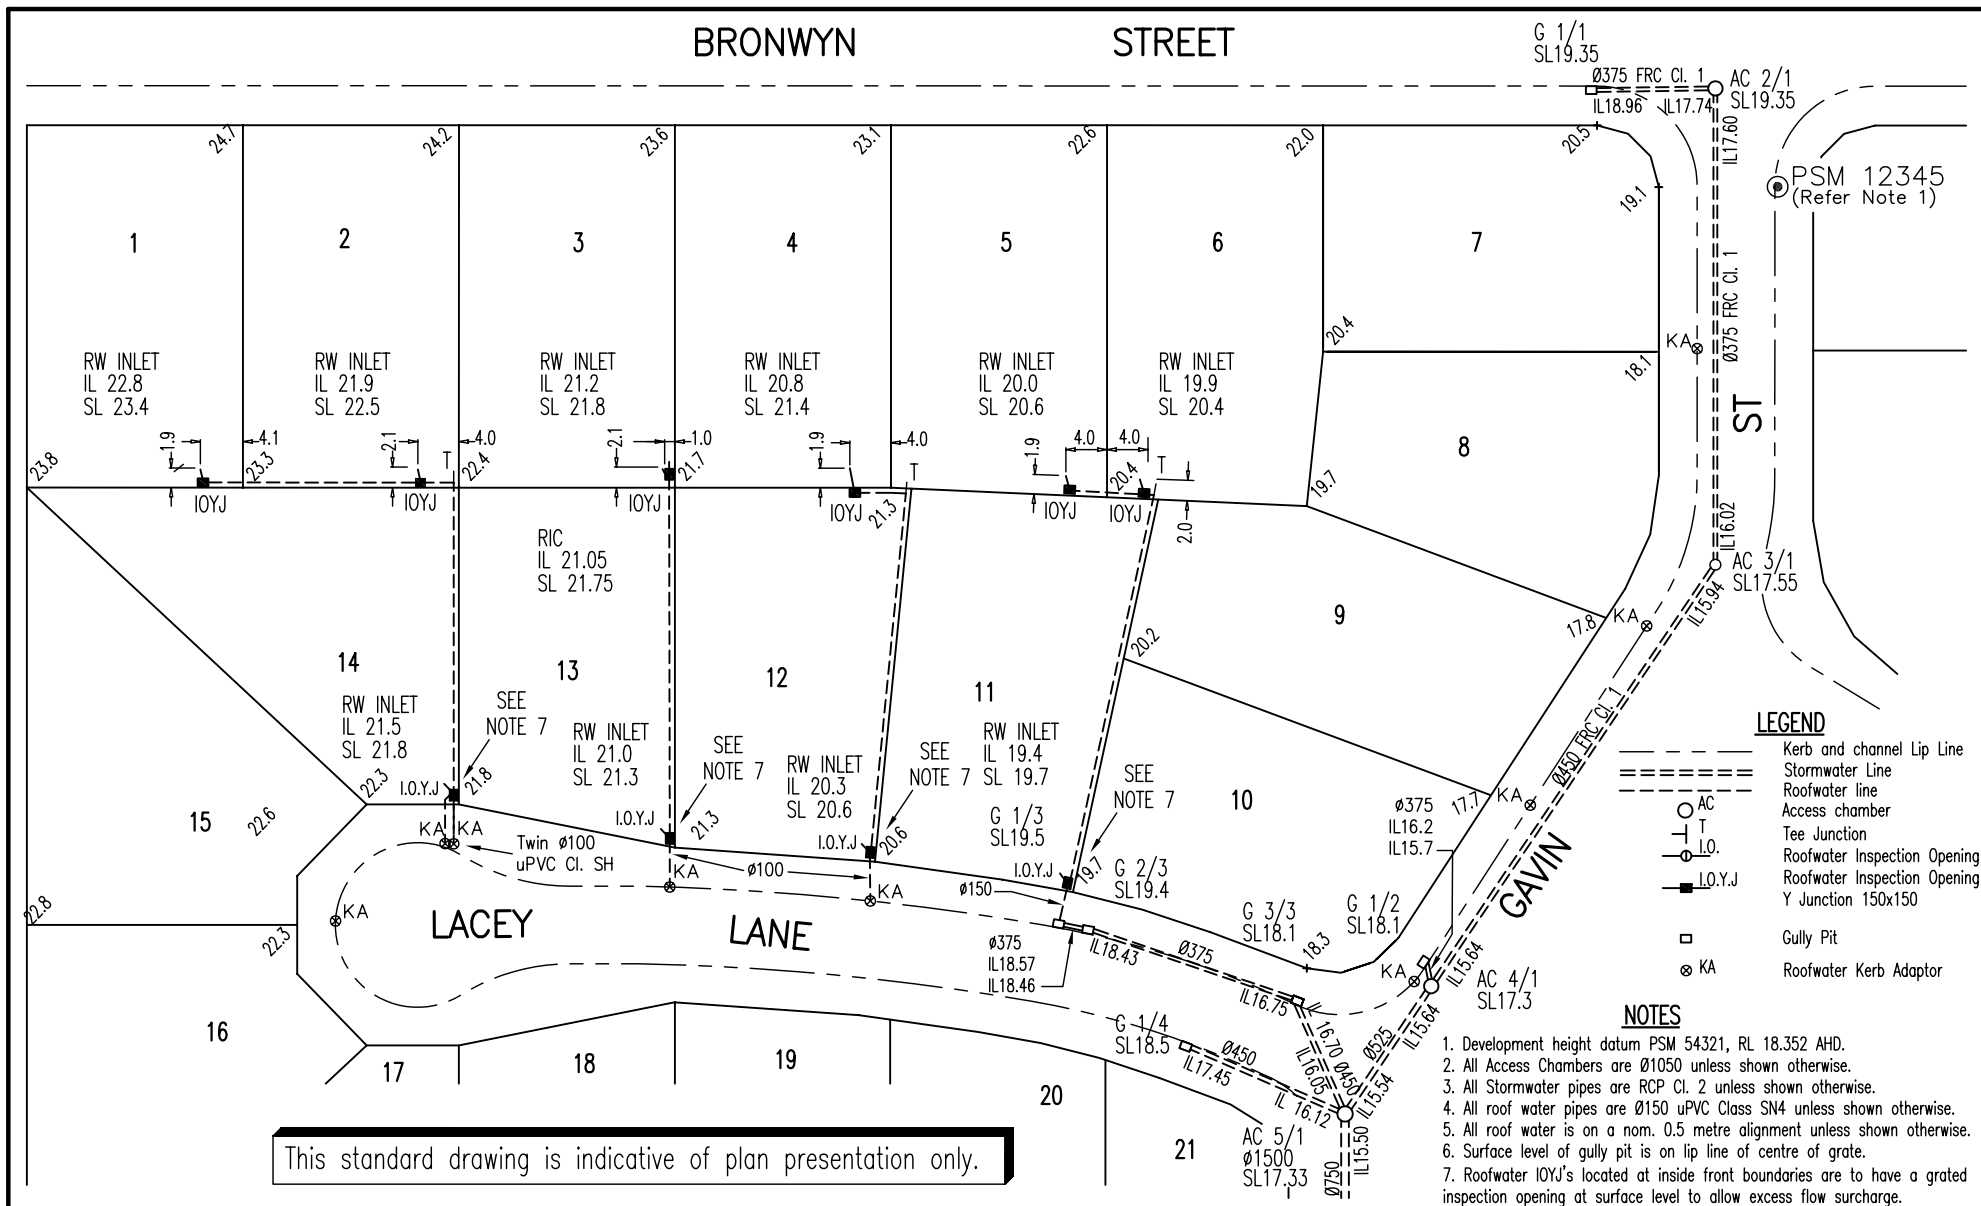 BRONWYN STREET
G 1/1
SL19.35
Ø375 FRC Cl. 1
IL18.96 IL17.74
AC 2/1
SL19.35
IL17.60
PSM 12345
(Refer Note 1)
24.7
24.2
23.6
23.1
22.6
22.0
20.5
19.1
1
2
3
4
5
6
7
KA
Ø375 FRC Cl. 1
20.4
18.1
RW INLET
IL 22.8
SL 23.4
RW INLET
IL 21.9
SL 22.5
RW INLET
IL 21.2
SL 21.8
RW INLET
IL 20.8
SL 21.4
RW INLET
IL 20.0
SL 20.6
RW INLET
IL 19.9
SL 20.4
ST
8
1.9
4.1
2.1
T
4.0
2.1
1.0
1.9
4.0
T
1.9
4.0
4.0
T
2.0
23.8
23.3
22.4
21.7
21.3
20.4
19.7
IOYJ
IOYJ
IOYJ
IOYJ
IOYJ
IOYJ
IL16.02
AC 3/1
SL17.55
IL15.94
RIC
IL 21.05
SL 21.75
9
17.8
KA
20.2
14
13
12
11
RW INLET
IL 21.5
SL 21.8
SEE
NOTE 7
RW INLET
IL 21.0
SL 21.3
SEE
NOTE 7
RW INLET
IL 20.3
SL 20.6
SEE
NOTE 7
RW INLET
IL 19.4
SL 19.7
SEE
NOTE 7
Ø450 FRC Cl. 1
LEGEND
Kerb and channel Lip Line
Stormwater Line
Roofwater line
AC
Access chamber
T
Tee Junction
I.O.
Roofwater Inspection Opening
I.O.Y.J
Roofwater Inspection Opening
Y Junction 150x150
Gully Pit
KA
Roofwater Kerb Adaptor
15
22.6
22.3
I.O.Y.J
21.8
KA
KA
Twin Ø100
uPVC Cl. SH
I.O.Y.J
21.3
KA
Ø100
I.O.Y.J
20.6
KA
G 1/3
SL19.5
I.O.Y.J
19.7
Ø150
G 2/3
SL19.4
10
17.7
KA
Ø375
IL16.2
IL15.7
GAVIN
22.8
22.3
KA
LACEY LANE
Ø375
IL18.57
IL18.46
IL18.43
Ø375
IL16.75
G 3/3
SL18.1
18.3
G 1/2
SL18.1
KA
IL15.64
AC 4/1
SL17.3
IL15.64
Ø525
IL15.54
16.70
Ø450
IL16.05
G 1/4
SL18.5
Ø450
IL17.45
IL 16.12
16
17
18
19
20
21
AC 5/1
Ø1500
SL17.33
Ø750
IL15.50
This standard drawing is indicative of plan presentation only.
NOTES
1. Development height datum PSM 54321, RL 18.352 AHD.
2. All Access Chambers are Ø1050 unless shown otherwise.
3. All Stormwater pipes are RCP Cl. 2 unless shown otherwise.
4. All roof water pipes are Ø150 uPVC Class SN4 unless shown otherwise.
5. All roof water is on a nom. 0.5 metre alignment unless shown otherwise.
6. Surface level of gully pit is on lip line of centre of grate.
7. Roofwater IOYJ's located at inside front boundaries are to have a grated
inspection opening at surface level to allow excess flow surcharge.